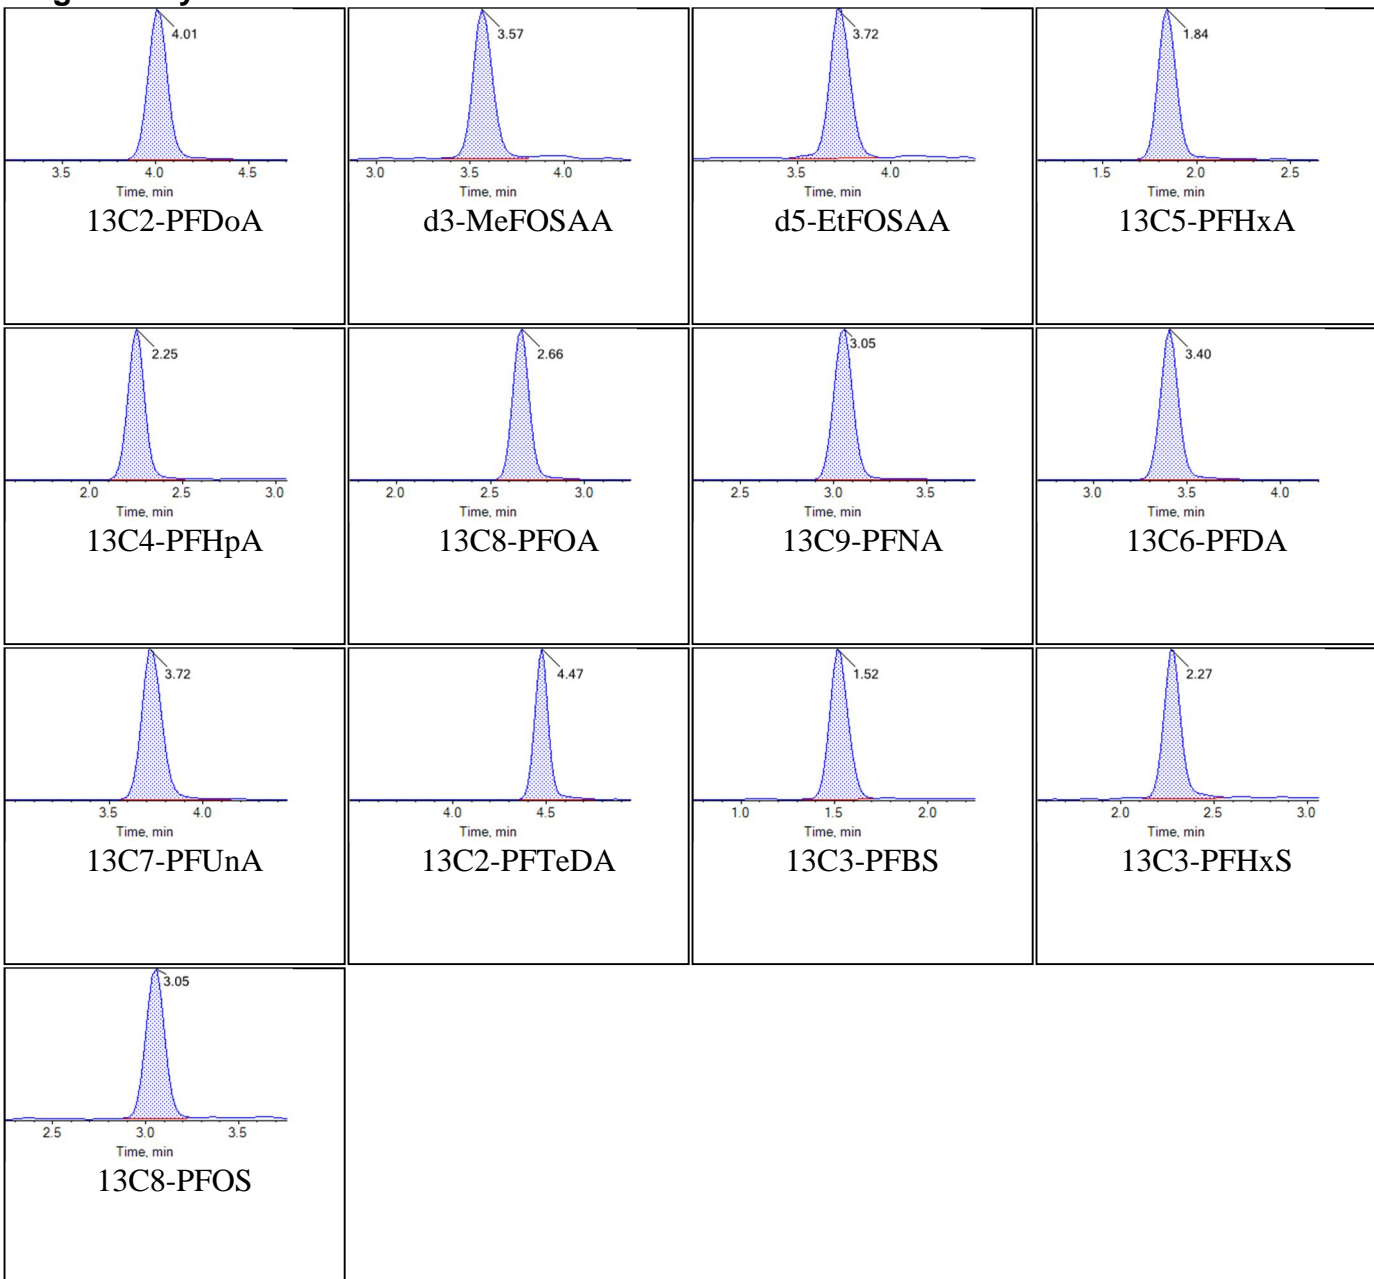 4.01
3.5 4.0 4.5
Time, min
13C2-PFDoA
3.57
3.0 3.5 4.0
Time, min
d3-MeFOSAA
3.72
3.5 4.0
Time, min
d5-EtFOSAA
1.84
1.5 2.0 2.5
Time, min
13C5-PFHxA
2.25
2.0 2.5 3.0
Time, min
13C4-PFHpA
2.66
2.0 2.5 3.0
Time, min
13C8-PFOA
3.05
2.5 3.0 3.5
Time, min
13C9-PFNA
3.40
3.0 3.5 4.0
Time, min
13C6-PFDA
3.72
3.5 4.0
Time, min
13C7-PFUnA
4.47
4.0 4.5
Time, min
13C2-PFTeDA
1.52
1.0 1.5 2.0
Time, min
13C3-PFBS
2.27
2.0 2.5 3.0
Time, min
13C3-PFHxS
3.05
2.5 3.0 3.5
Time, min
13C8-PFOS